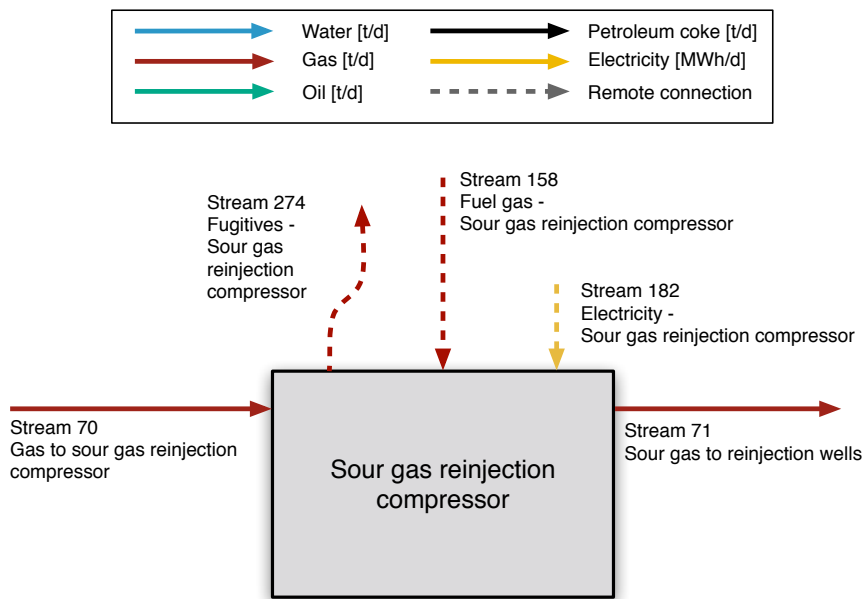 Water [t/d]
Gas [t/d]
Oil [t/d]
Petroleum coke [t/d]
Electricity [MWh/d]
Remote connection
Stream 274
Fugitives -
Sour gas
reinjection
compressor
Stream 158
Fuel gas -
Sour gas reinjection compressor
Stream 182
Electricity -
Sour gas reinjection compressor
Stream 70
Gas to sour gas reinjection
compressor
Sour gas reinjection
compressor
Stream 71
Sour gas to reinjection wells